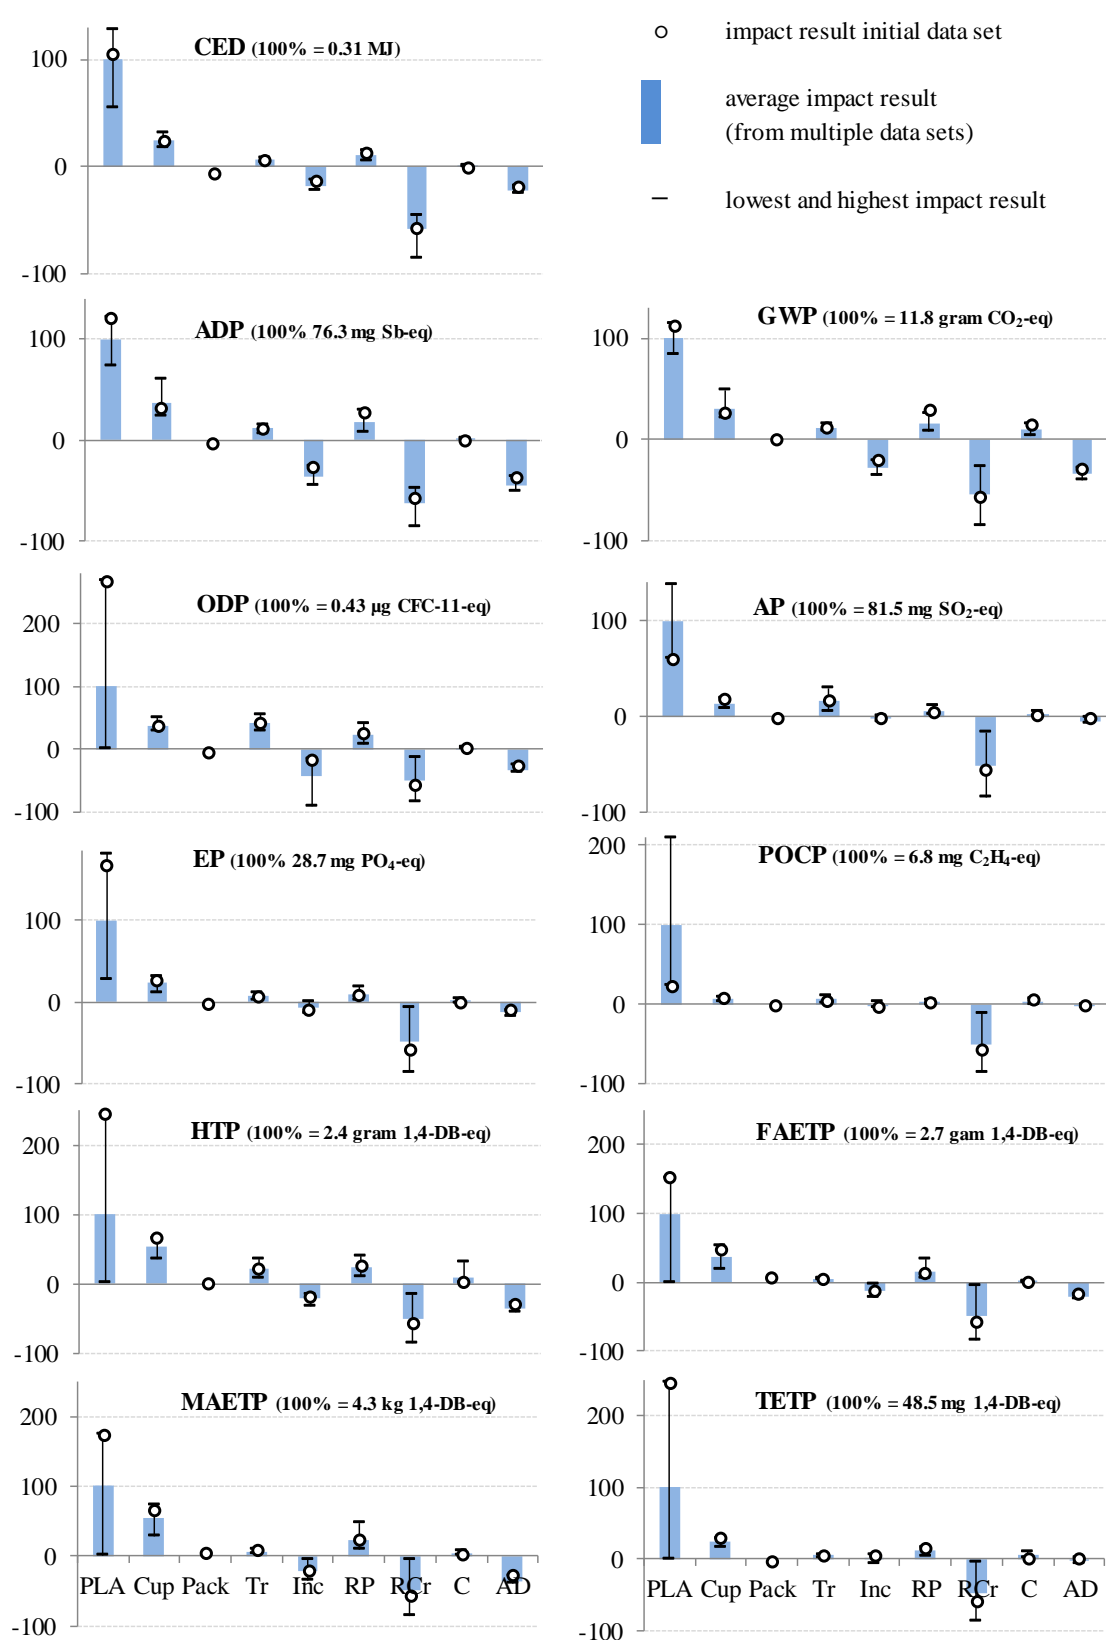 CED (100% = 0.31 MJ)
100
0
-100
impact result initial data set
average impact result
(from multiple data sets)
lowest and highest impact result
ADP (100% 76.3 mg Sb-eq)
100
0
-100
GWP (100% = 11.8 gram CO₂-eq)
100
0
-100
ODP (100% = 0.43 µg CFC-11-eq)
200
100
0
-100
AP (100% = 81.5 mg SO₂-eq)
100
0
-100
EP (100% 28.7 mg PO₄-eq)
100
0
-100
POCP (100% = 6.8 mg C₂H₄-eq)
200
100
0
-100
HTP (100% = 2.4 gram 1,4-DB-eq)
200
100
0
-100
FAETP (100% = 2.7 gam 1,4-DB-eq)
200
100
0
-100
MAETP (100% = 4.3 kg 1,4-DB-eq)
200
100
0
-100
PLA Cup Pack Tr Inc RP RCr C AD
TETP (100% = 48.5 mg 1,4-DB-eq)
200
100
0
-100
PLA Cup Pack Tr Inc RP RCr C AD